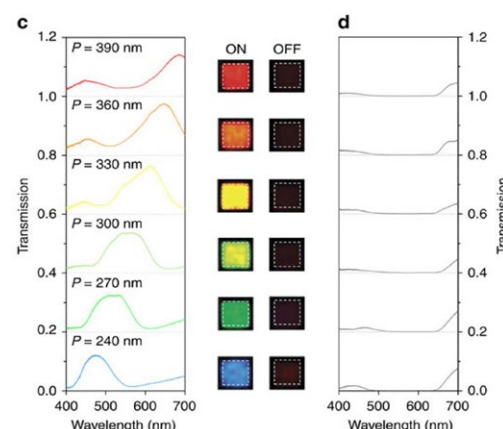 c
d
1.2
P = 390 nm
ON
OFF
1.2
1.0
P = 360 nm
1.0
0.8
P = 330 nm
0.8
Transmission
0.6
P = 300 nm
Transmission
0.6
0.4
P = 270 nm
0.4
0.2
P = 240 nm
0.2
0.0
0.0
400
500
600
700
400
500
600
700
Wavelength (nm)
Wavelength (nm)